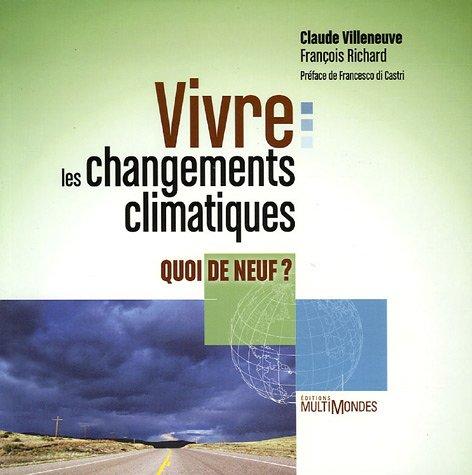 Claude Villeneuve
François Richard
Préface de Francesco di Castri
Vivre
les changements
climatiques
QUOI DE NEUF ?
ÉDITIONS
MULTIMONDES